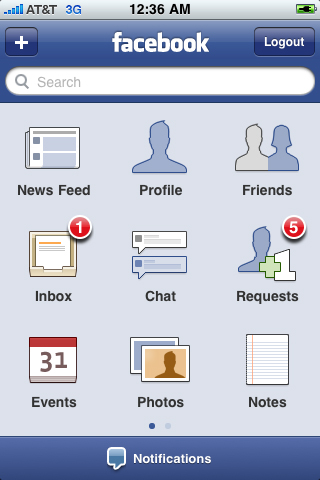 AT&T 3G 12:36 AM
facebook Logout
Search
News Feed Profile Friends
1 5
Inbox Chat Requests
31
Events Photos Notes
Notifications